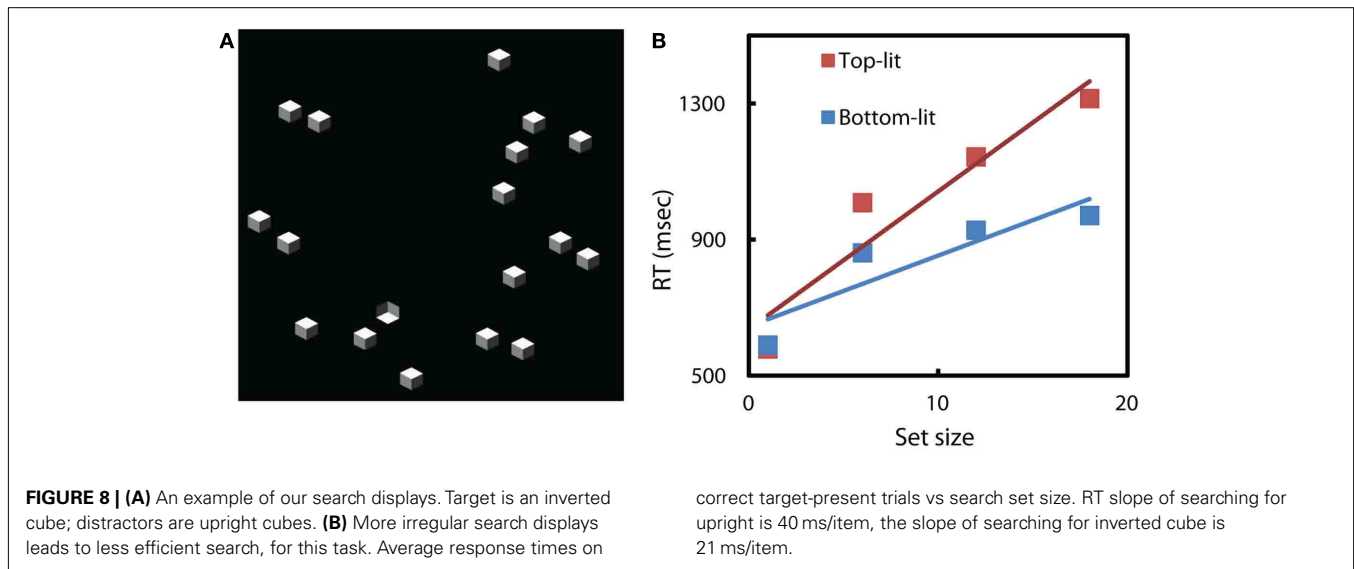 A
B
Top-lit
Bottom-lit
1300
900
500
RT (msec)
0
10
20
Set size
FIGURE 8 | (A) An example of our search displays. Target is an inverted
cube; distractors are upright cubes. (B) More irregular search displays
leads to less efficient search, for this task. Average response times on
correct target-present trials vs search set size. RT slope of searching for
upright is 40 ms/item, the slope of searching for inverted cube is
21 ms/item.